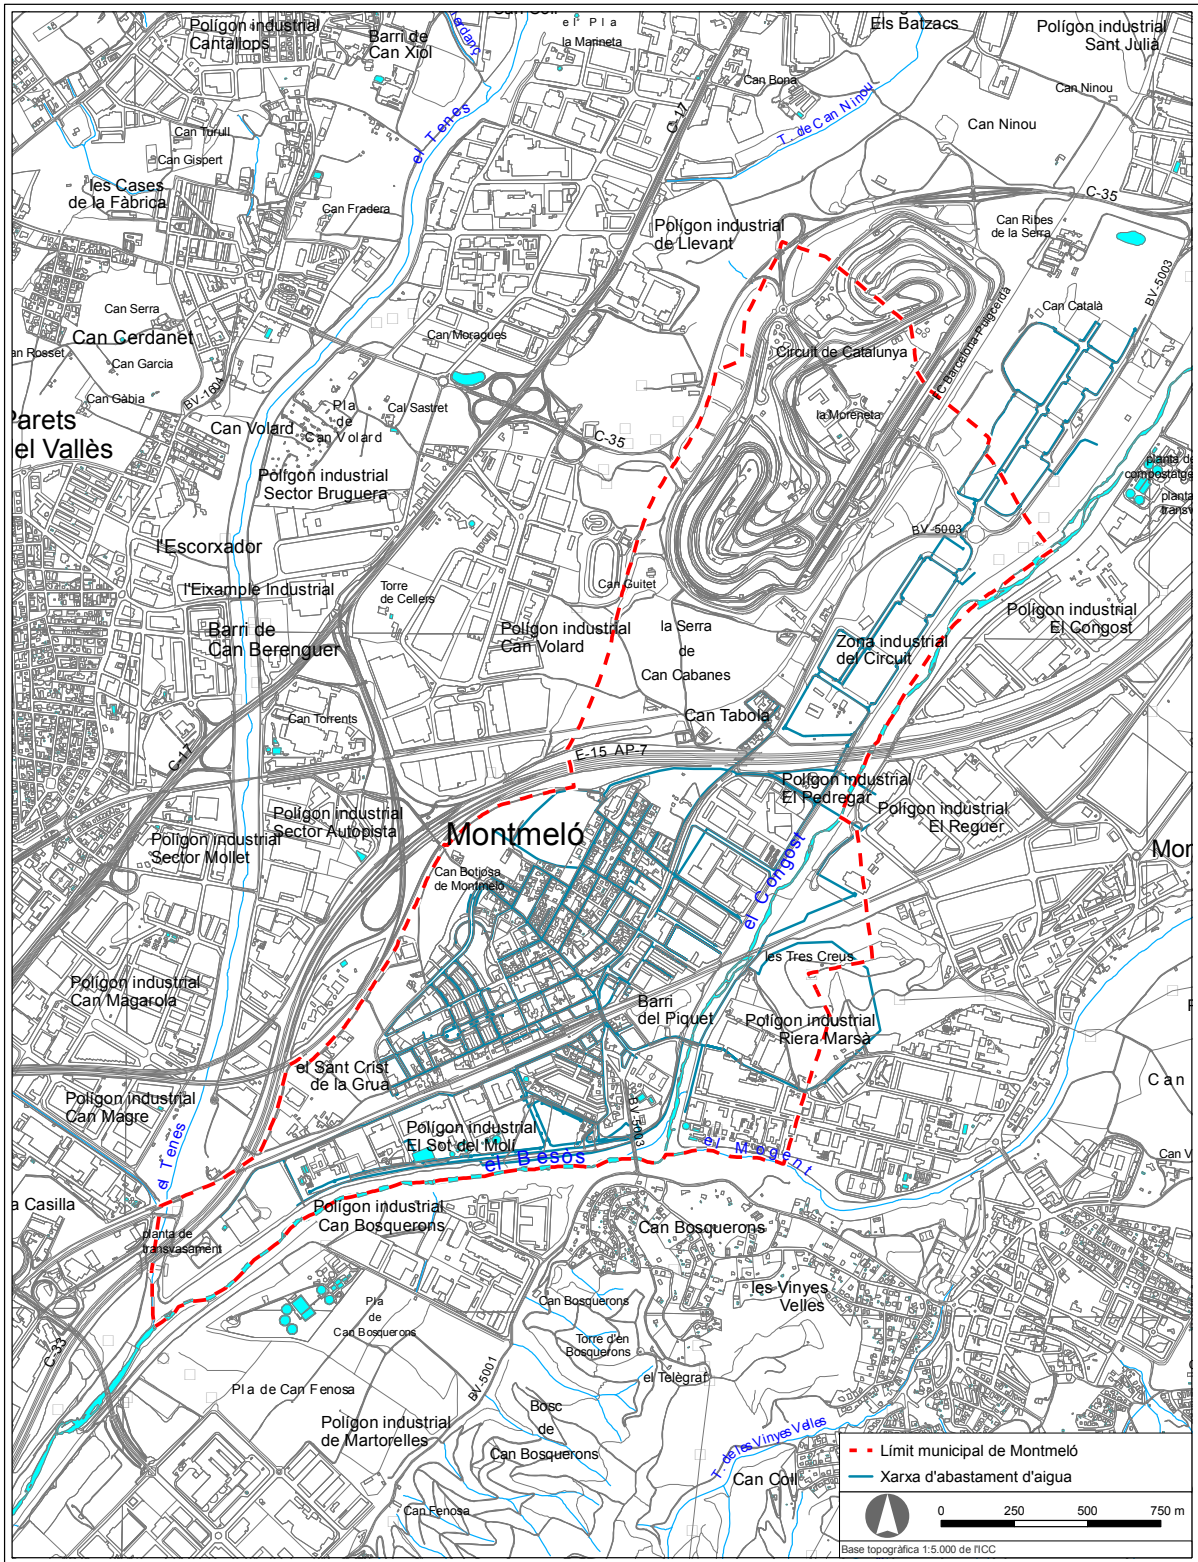 Polígon industrial
Cantallops
Barri de
Can Xiol
el Pla
la Marineta
Els Batzacs
Polígon industrial
Sant Julià
Can Bona
Can Ninou
Can Ninou
C-17
T. de Can Ninou
el Tenes
Can Turull
Can Gispert
les Cases
de la Fàbrica
Can Fradera
C-35
Polígon industrial
de Llevant
Can Ribes
de la Serra
BV-5003
Can Serra
Can Cerdanet
Can Garcia
Can Gàbia
BV-1604
Can Moragues
Circuit de Catalunya
FC Barcelona-Puigcerdà
Can Català
la Moreneta
Parets
el Vallès
Can Volard
Pla
de
Can Volard
Cal Sastret
C-35
Polígon industrial
Sector Bruguera
planta de
compostatge
l'Escorxador
BV-5003
l'Eixample Industrial
Torre
de Cellers
Can Guitet
Polígon industrial
El Congost
Barri de
Can Berenguer
Polígon industrial
Can Volard
la Serra
de
Can Cabanes
Zona industrial
del Circuit
Can Torrents
Can Tabola
C-17
E-15 AP-7
Polígon industrial
El Pedregar
Polígon industrial
Sector Autopista
Polígon industrial
Sector Mollet
Montmeló
Polígon industrial
El Reguer
Can Botjosa
de Montmeló
el Congost
les Tres Creus
Polígon industrial
Can Magarola
Barri
del Piquet
Polígon industrial
Riera Marsà
el Sant Crist
de la Grua
Polígon industrial
Can Magre
Polígon industrial
El Sot del Molí
BV-5003
el Tenes
el Besòs
el Mogent
a Casilla
planta de
transvasament
Polígon industrial
Can Bosquerons
Can Bosquerons
les Vinyes
Velles
Can Bosquerons
Pla
de
Can Bosquerons
Torre d'en
Bosquerons
C-33
el Telègraf
Pla de Can Fenosa
BV-5001
Bosc
de
Can Bosquerons
Polígon industrial
de Martorelles
T. de les Vinyes Velles
Can Coll
Can Fenosa
Límit municipal de Montmeló
Xarxa d'abastament d'aigua
0 250 500 750 m
Base topogràfica 1:5.000 de l'ICC